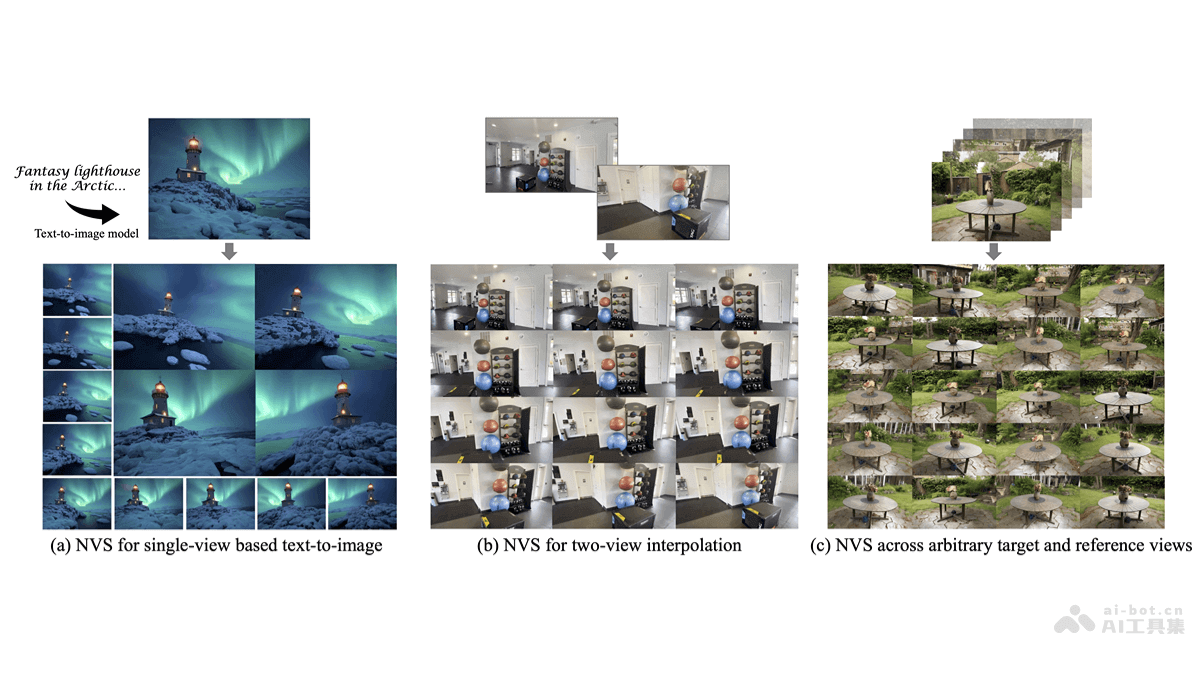 Fantasy lighthouse
in the Arctic...
Text-to-image model
(a) NVS for single-view based text-to-image
(b) NVS for two-view interpolation
(c) NVS across arbitrary target and reference views
ai-bot.cn
AI工具集